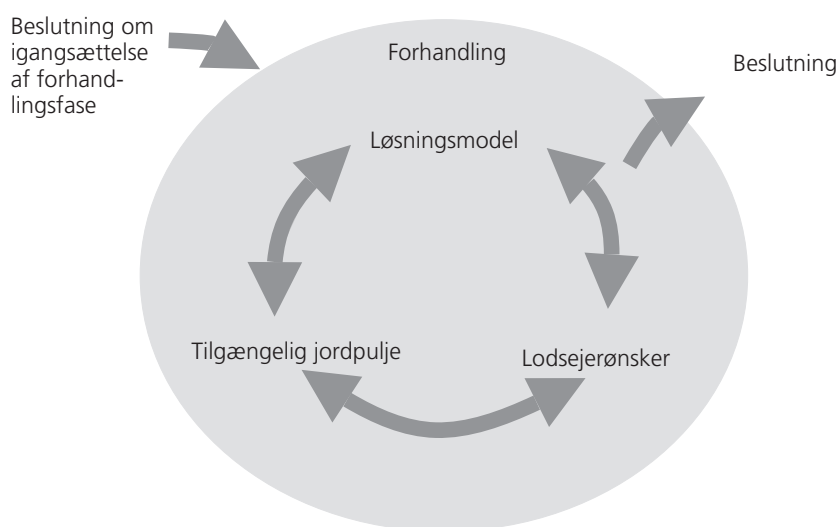 Beslutning om
igangsættelse
af forhand-
lingsfase
Forhandling
Beslutning
Løsningsmodel
Tilgængelig jordpulje
Lodsejerønsker